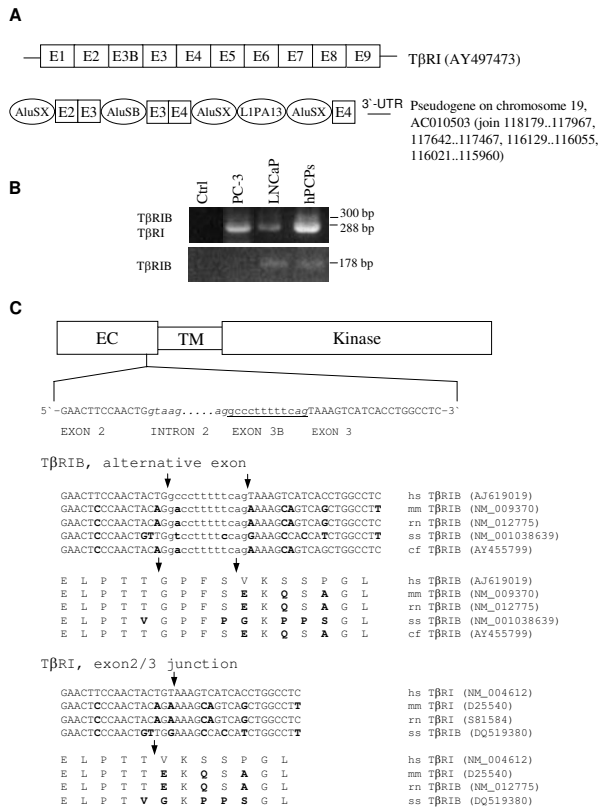 A
E1 E2 E3B E3 E4 E5 E6 E7 E8 E9
TβRI (AY497473)
AluSX E2 E3 AluSB E3 E4 AluSX L1PA13 AluSX E4 3`-UTR
Pseudogene on chromosome 19,
AC010503 (join 118179..117967,
117642..117467, 116129..116055,
116021..115960)
B
Ctrl PC-3 LNCaP hPCPs
TβRIB 300 bp
TβRI 288 bp
TβRIB 178 bp
C
EC TM Kinase
5`-GAACTTCCAACTGgtaag.....aggccctttttcagTAAAGTCATCACCTGGCCTC-3`
EXON 2 INTRON 2 EXON 3B EXON 3
TβRIB, alternative exon
GAACTTCCAACTACTGgccctttttcagTAAAGTCATCACCTGGCCTC hs TβRIB (AJ619019)
GAACTCCCAACTACAGgaccctttttcagAAAAGCAGTCAGCTGGCCTT mm TβRIB (NM_009370)
GAACTCCCAACTACAGgaccctttttcagAAAAGCAGTCAGCTGGCCTC rn TβRIB (NM_012775)
GAACTCCCAACTGTTGgtcctttttccagGAAAGCCACCATCTGGCCTT ss TβRIB (NM_001038639)
GAACTCCCAACTACAGgaccctttttcagAAAAGCAGTCAGCTGGCCTC cf TβRIB (AY455799)
E L P T T G P F S V K S S P G L hs TβRIB (AJ619019)
E L P T T G P F S E K Q S A G L mm TβRIB (NM_009370)
E L P T T G P F S E K Q S A G L rn TβRIB (NM_012775)
E L P T V G P F P G K P P S G L ss TβRIB (NM_001038639)
E L P T T G P F S E K Q S A G L cf TβRIB (AY455799)
TβRI, exon2/3 junction
GAACTTCCAACTACTGTAAAGTCATCACCTGGCCTC hs TβRI (NM_004612)
GAACTCCCAACTACAGAAAAGCAGTCAGCTGGCCTT mm TβRI (D25540)
GAACTCCCAACTACAGAAAAGCAGTCAGCTGGCCTC rn TβRI (S81584)
GAACTCCCAACTGTTGGAAAGCCACCATCTGGCCTT ss TβRIB (DQ519380)
E L P T T V K S S P G L hs TβRI (NM_004612)
E L P T T E K Q S A G L mm TβRI (D25540)
E L P T T E K Q S A G L rn TβRIB (NM_012775)
E L P T V G K P P S G L ss TβRIB (DQ519380)